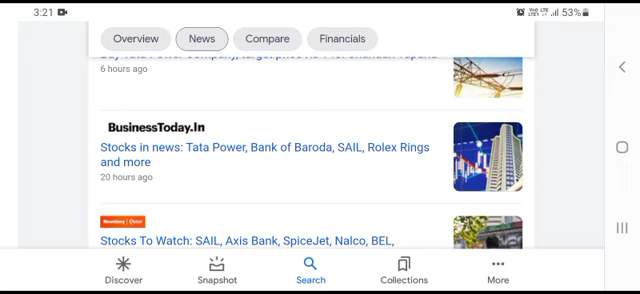 3:21
53%
Overview News Compare Financials
6 hours ago
BusinessToday.In
Stocks in news: Tata Power, Bank of Baroda, SAIL, Rolex Rings
and more
20 hours ago
Stocks To Watch: SAIL, Axis Bank, SpiceJet, Nalco, BEL,
Discover Snapshot Search Collections More